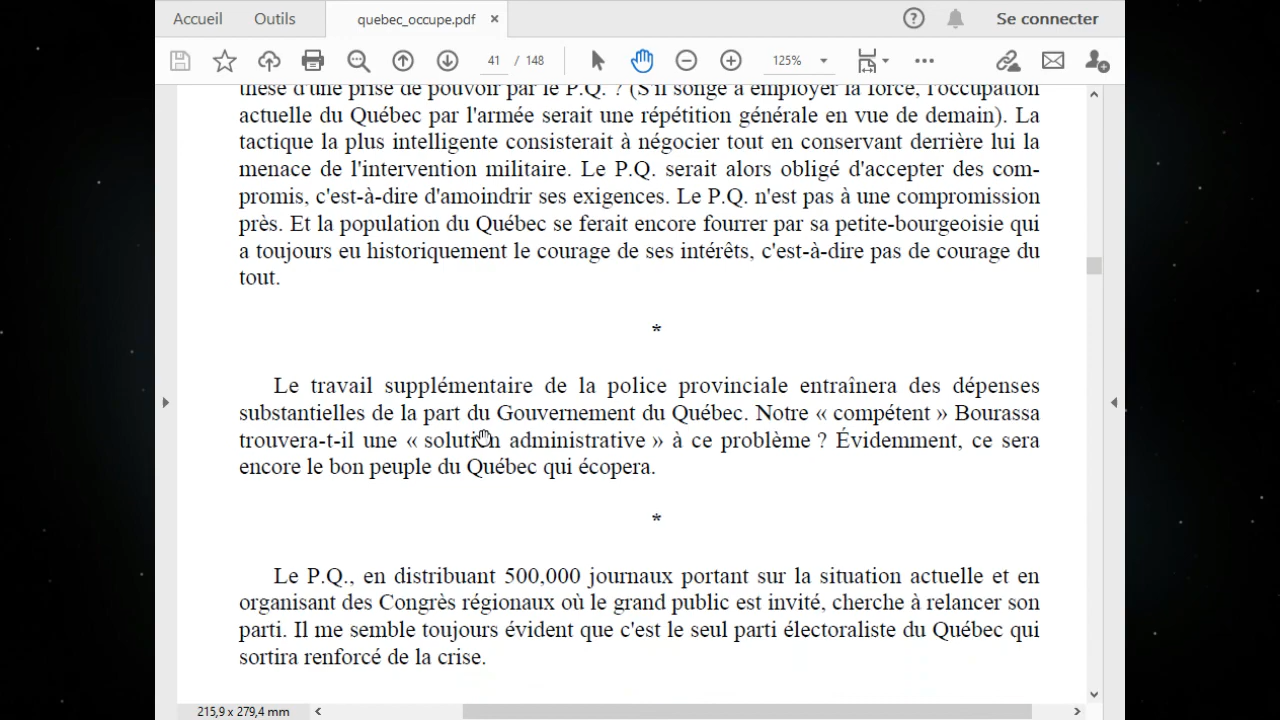 Accueil Outils quebec_occupe.pdf × ? Se connecter
41 / 148 125%
thèse d'une prise de pouvoir par le P.Q. ? (S'il songe à employer la force, l'occupation
actuelle du Québec par l'armée serait une répétition générale en vue de demain). La
tactique la plus intelligente consisterait à négocier tout en conservant derrière lui la
menace de l'intervention militaire. Le P.Q. serait alors obligé d'accepter des com-
promis, c'est-à-dire d'amoindrir ses exigences. Le P.Q. n'est pas à une compromission
près. Et la population du Québec se ferait encore fourrer par sa petite-bourgeoisie qui
a toujours eu historiquement le courage de ses intérêts, c'est-à-dire pas de courage du
tout.
*
Le travail supplémentaire de la police provinciale entraînera des dépenses
substantielles de la part du Gouvernement du Québec. Notre « compétent » Bourassa
trouvera-t-il une « solution administrative » à ce problème ? Évidemment, ce sera
encore le bon peuple du Québec qui écopera.
*
Le P.Q., en distribuant 500,000 journaux portant sur la situation actuelle et en
organisant des Congrès régionaux où le grand public est invité, cherche à relancer son
parti. Il me semble toujours évident que c'est le seul parti électoraliste du Québec qui
sortira renforcé de la crise.
215,9 x 279,4 mm